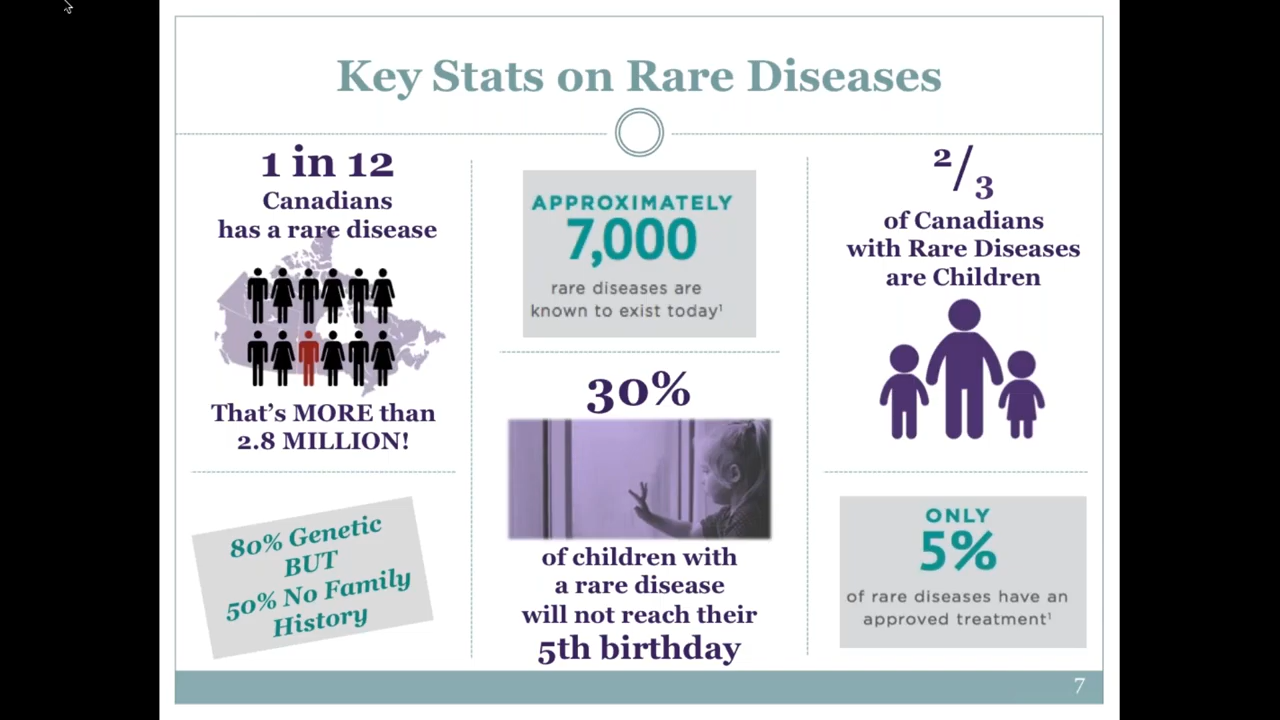 Key Stats on Rare Diseases
1 in 12
Canadians
has a rare disease
That's MORE than
2.8 MILLION!
80% Genetic
BUT
50% No Family
History
APPROXIMATELY
7,000
rare diseases are
known to exist today¹
30%
of children with
a rare disease
will not reach their
5th birthday
2/3
of Canadians
with Rare Diseases
are Children
ONLY
5%
of rare diseases have an
approved treatment¹
7